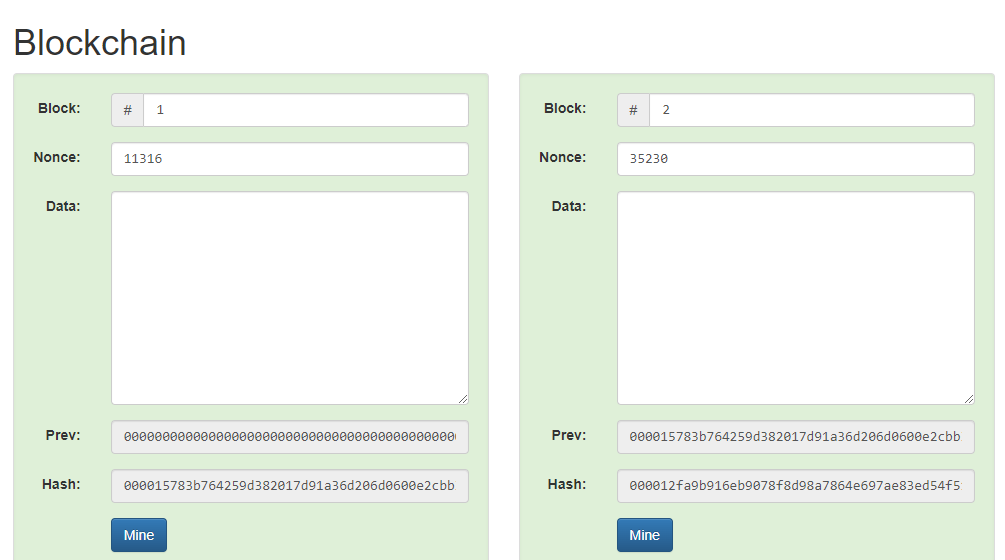 Blockchain
Block: # 1
Nonce: 11316
Data:
Prev: 00000000000000000000000000000000000000000000
Hash: 000015783b764259d382017d91a36d206d0600e2cbb
Mine
Block: # 2
Nonce: 35230
Data:
Prev: 000015783b764259d382017d91a36d206d0600e2cbb
Hash: 000012fa9b916eb9078f8d98a7864e697ae83ed54f5
Mine